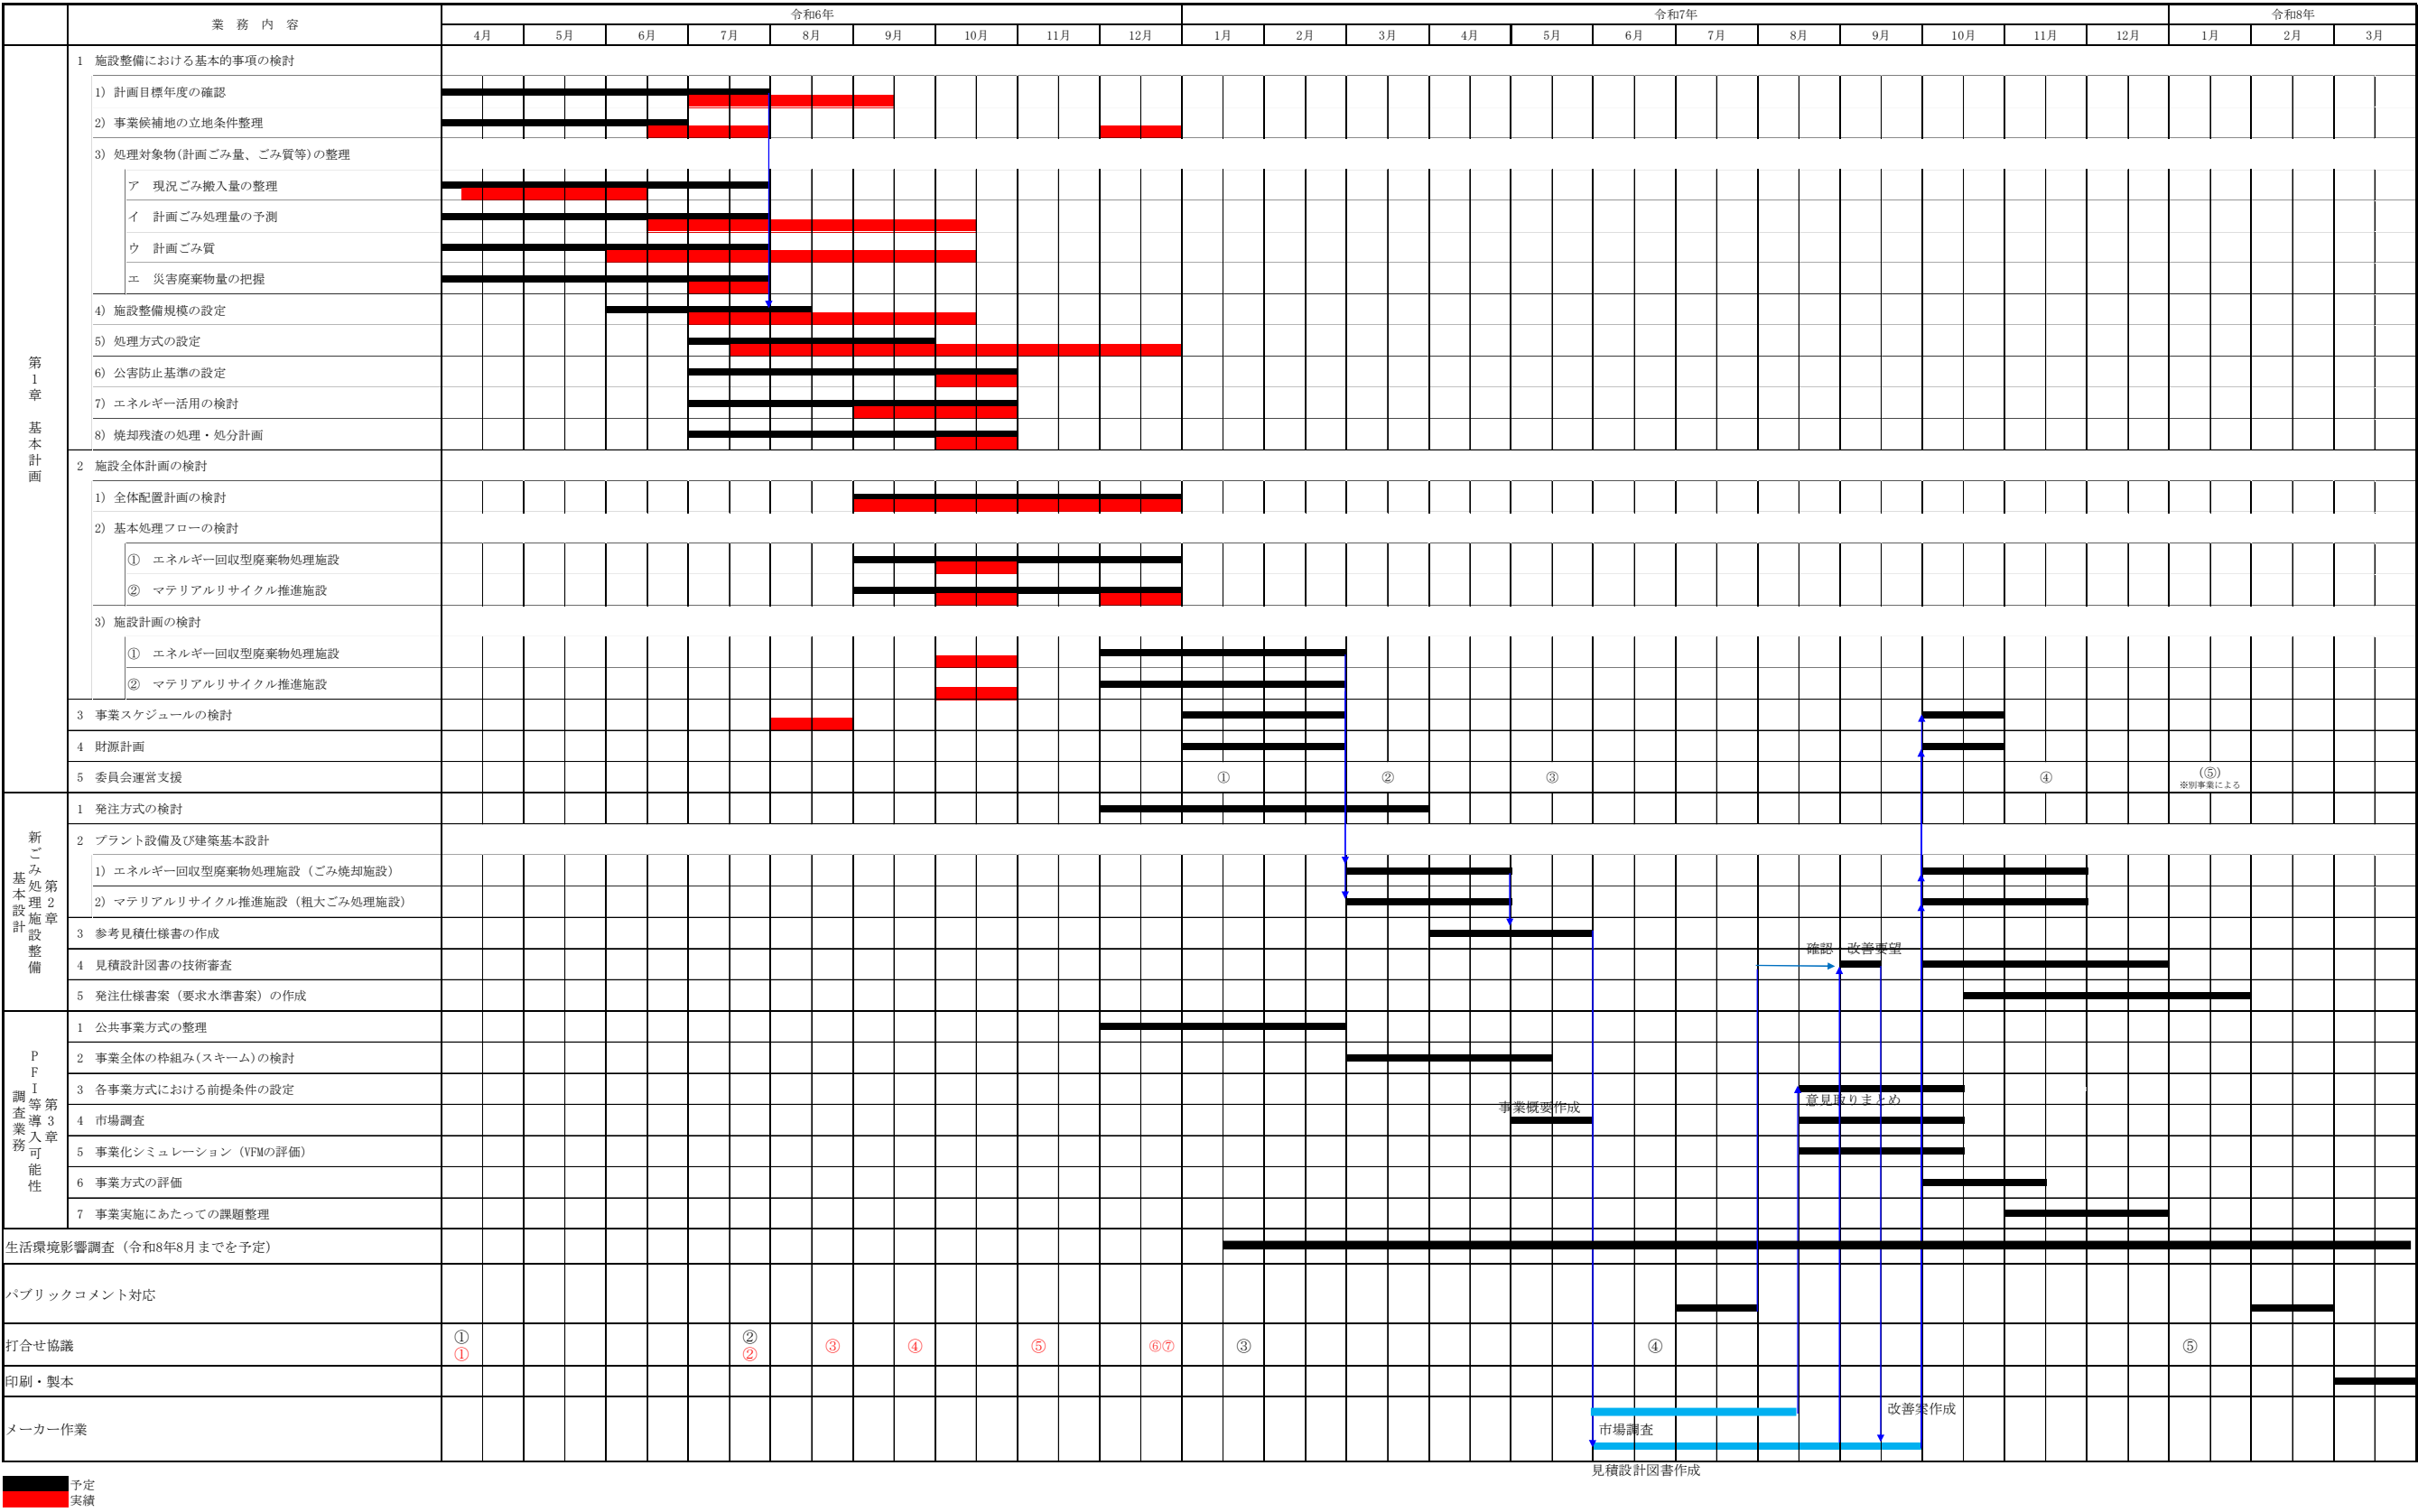 業　務　内　容
令和6年
令和7年
令和8年
4月 5月 6月 7月 8月 9月 10月 11月 12月 1月 2月 3月 4月 5月 6月 7月 8月 9月 10月 11月 12月 1月 2月 3月
第1章　基本計画
1　施設整備における基本的事項の検討
1) 計画目標年度の確認
2) 事業候補地の立地条件整理
3) 処理対象物(計画ごみ量、ごみ質等)の整理
ア　現況ごみ搬入量の整理
イ　計画ごみ処理量の予測
ウ　計画ごみ質
エ　災害廃棄物量の把握
4) 施設整備規模の設定
5) 処理方式の設定
6) 公害防止基準の設定
7) エネルギー活用の検討
8) 焼却残渣の処理・処分計画
2　施設全体計画の検討
1) 全体配置計画の検討
2) 基本処理フローの検討
①　エネルギー回収型廃棄物処理施設
②　マテリアルリサイクル推進施設
3) 施設計画の検討
①　エネルギー回収型廃棄物処理施設
②　マテリアルリサイクル推進施設
3　事業スケジュールの検討
4　財源計画
5　委員会運営支援
① ② ③ ④ (⑤)
※別事業による
第2章
新ごみ処理施設整備
基本設計
1　発注方式の検討
2　プラント設備及び建築基本設計
1) エネルギー回収型廃棄物処理施設（ごみ焼却施設）
2) マテリアルリサイクル推進施設（粗大ごみ処理施設）
3　参考見積仕様書の作成
4　見積設計図書の技術審査
確認・改善要望
5　発注仕様書案（要求水準書案）の作成
第3章
PFI等導入可能性
調査業務
1　公共事業方式の整理
2　事業全体の枠組み(スキーム)の検討
3　各事業方式における前提条件の設定
事業概要作成
意見取りまとめ
4　市場調査
5　事業化シミュレーション（VFMの評価）
6　事業方式の評価
7　事業実施にあたっての課題整理
生活環境影響調査（令和8年8月までを予定）
パブリックコメント対応
打合せ協議
① ② ③ ④ ⑤
① ② ③ ④ ⑤ ⑥⑦
印刷・製本
メーカー作業
改善案作成
市場調査
見積設計図書作成
予定
実績